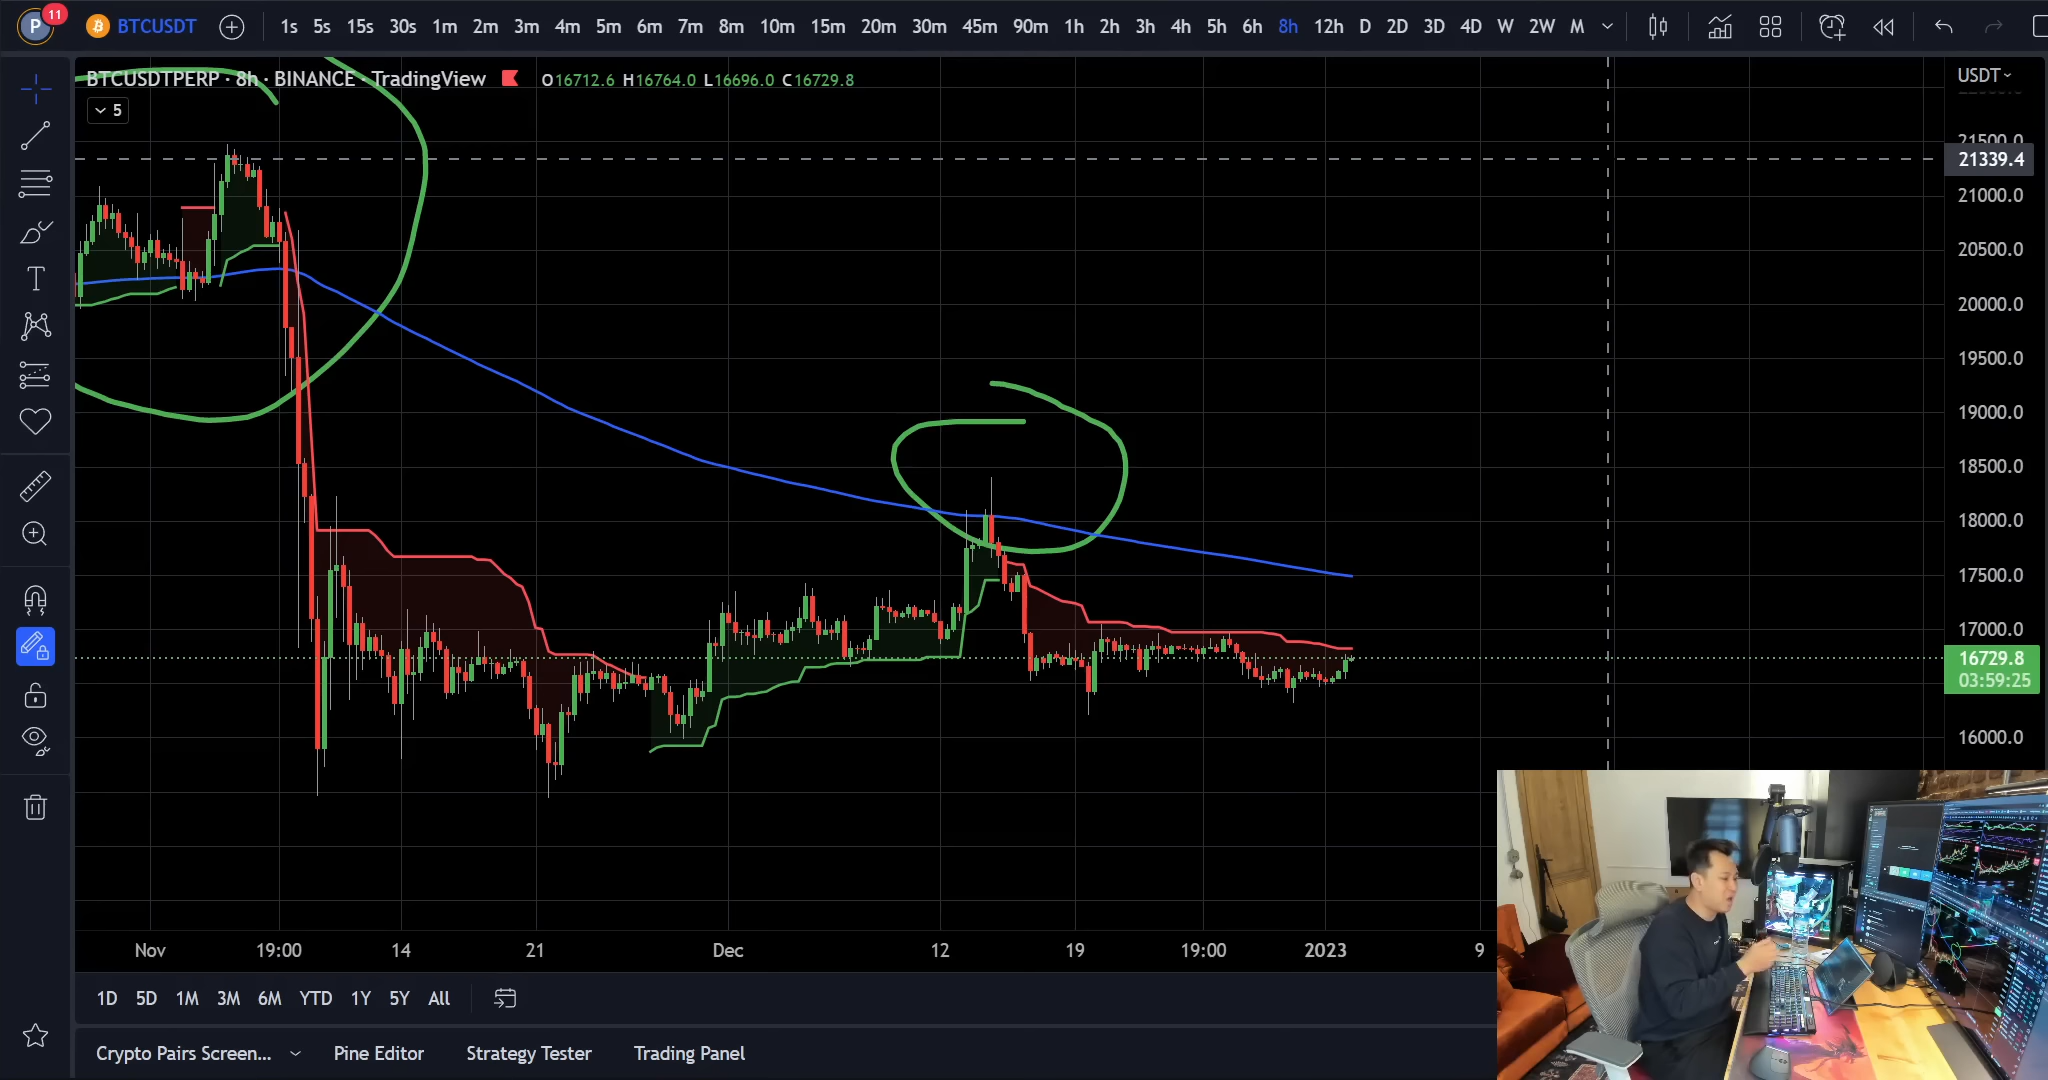 P 11 BTCUSDT 1s 5s 15s 30s 1m 2m 3m 4m 5m 6m 7m 8m 10m 15m 20m 30m 45m 90m 1h 2h 3h 4h 5h 6h 8h 12h D 2D 3D 4D W 2W M
BTCUSDTPERP · 8h · BINANCE · TradingView O16712.6 H16764.0 L16696.0 C16729.8
USDT
5
21500.0
21339.4
21000.0
20500.0
20000.0
19500.0
19000.0
18500.0
18000.0
17500.0
17000.0
16729.8
03:59:25
16000.0
Nov 19:00 14 21 Dec 12 19 19:00 2023 9
1D 5D 1M 3M 6M YTD 1Y 5Y All
Crypto Pairs Screen... Pine Editor Strategy Tester Trading Panel